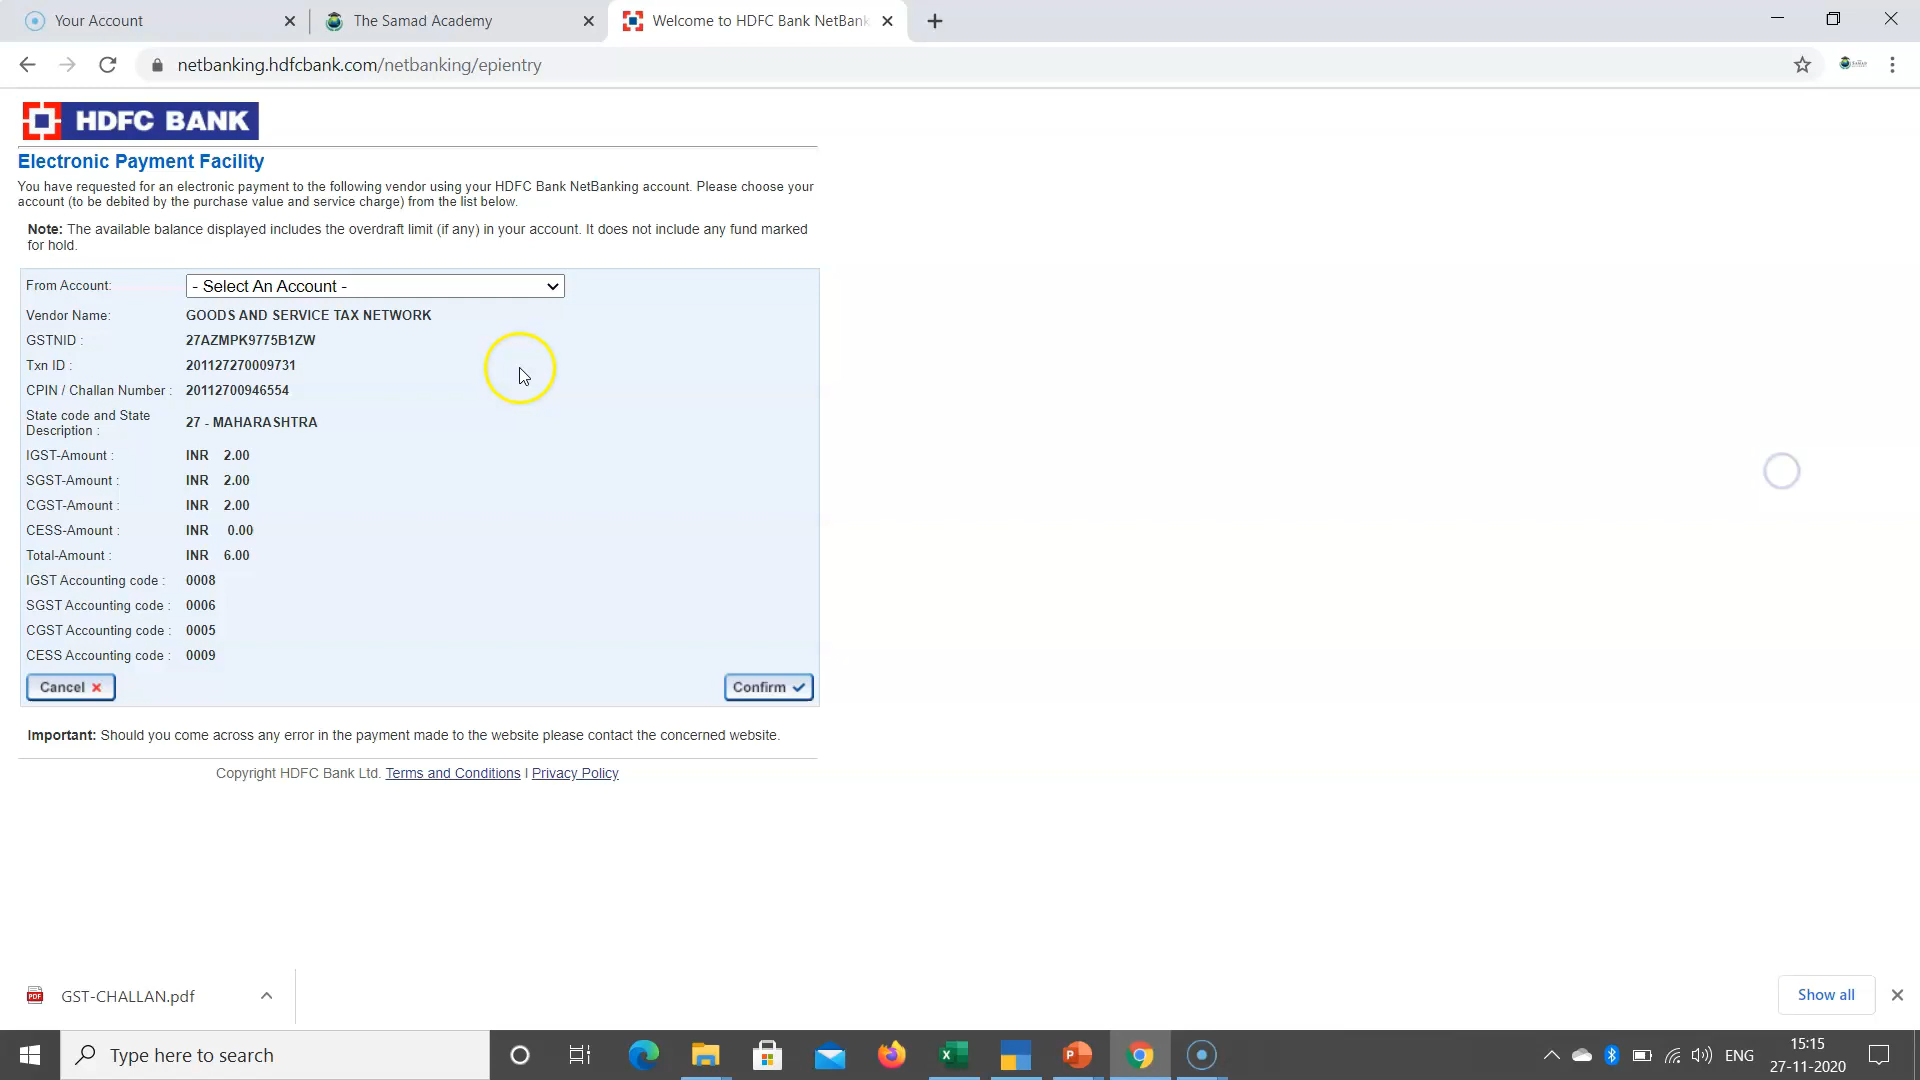 Your Account
The Samad Academy
Welcome to HDFC Bank NetBank
netbanking.hdfcbank.com/netbanking/epientry
HDFC BANK
Electronic Payment Facility
You have requested for an electronic payment to the following vendor using your HDFC Bank NetBanking account. Please choose your
account (to be debited by the purchase value and service charge) from the list below.
Note: The available balance displayed includes the overdraft limit (if any) in your account. It does not include any fund marked
for hold.
From Account: - Select An Account -
Vendor Name: GOODS AND SERVICE TAX NETWORK
GSTNID : 27AZMPK9775B1ZW
Txn ID : 201127270009731
CPIN / Challan Number : 20112700946554
State code and State
Description : 27 - MAHARASHTRA
IGST-Amount : INR 2.00
SGST-Amount : INR 2.00
CGST-Amount : INR 2.00
CESS-Amount : INR 0.00
Total-Amount : INR 6.00
IGST Accounting code : 0008
SGST Accounting code : 0006
CGST Accounting code : 0005
CESS Accounting code : 0009
Cancel Confirm
Important: Should you come across any error in the payment made to the website please contact the concerned website.
Copyright HDFC Bank Ltd. Terms and Conditions I Privacy Policy
PDF GST-CHALLAN.pdf Show all
Type here to search
ENG
15:15
27-11-2020